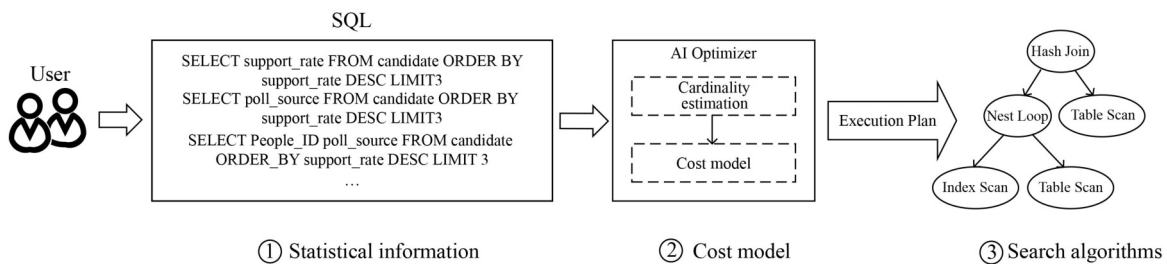 SQL
User
SELECT support_rate FROM candidate ORDER BY
support_rate DESC LIMIT3
SELECT poll_source FROM candidate ORDER BY
support_rate DESC LIMIT3
SELECT People_ID poll_source FROM candidate
ORDER_BY support_rate DESC LIMIT 3
...
AI Optimizer
Cardinality
estimation
Cost model
Execution Plan
Hash Join
Nest Loop
Table Scan
Index Scan
Table Scan
① Statistical information
② Cost model
③ Search algorithms